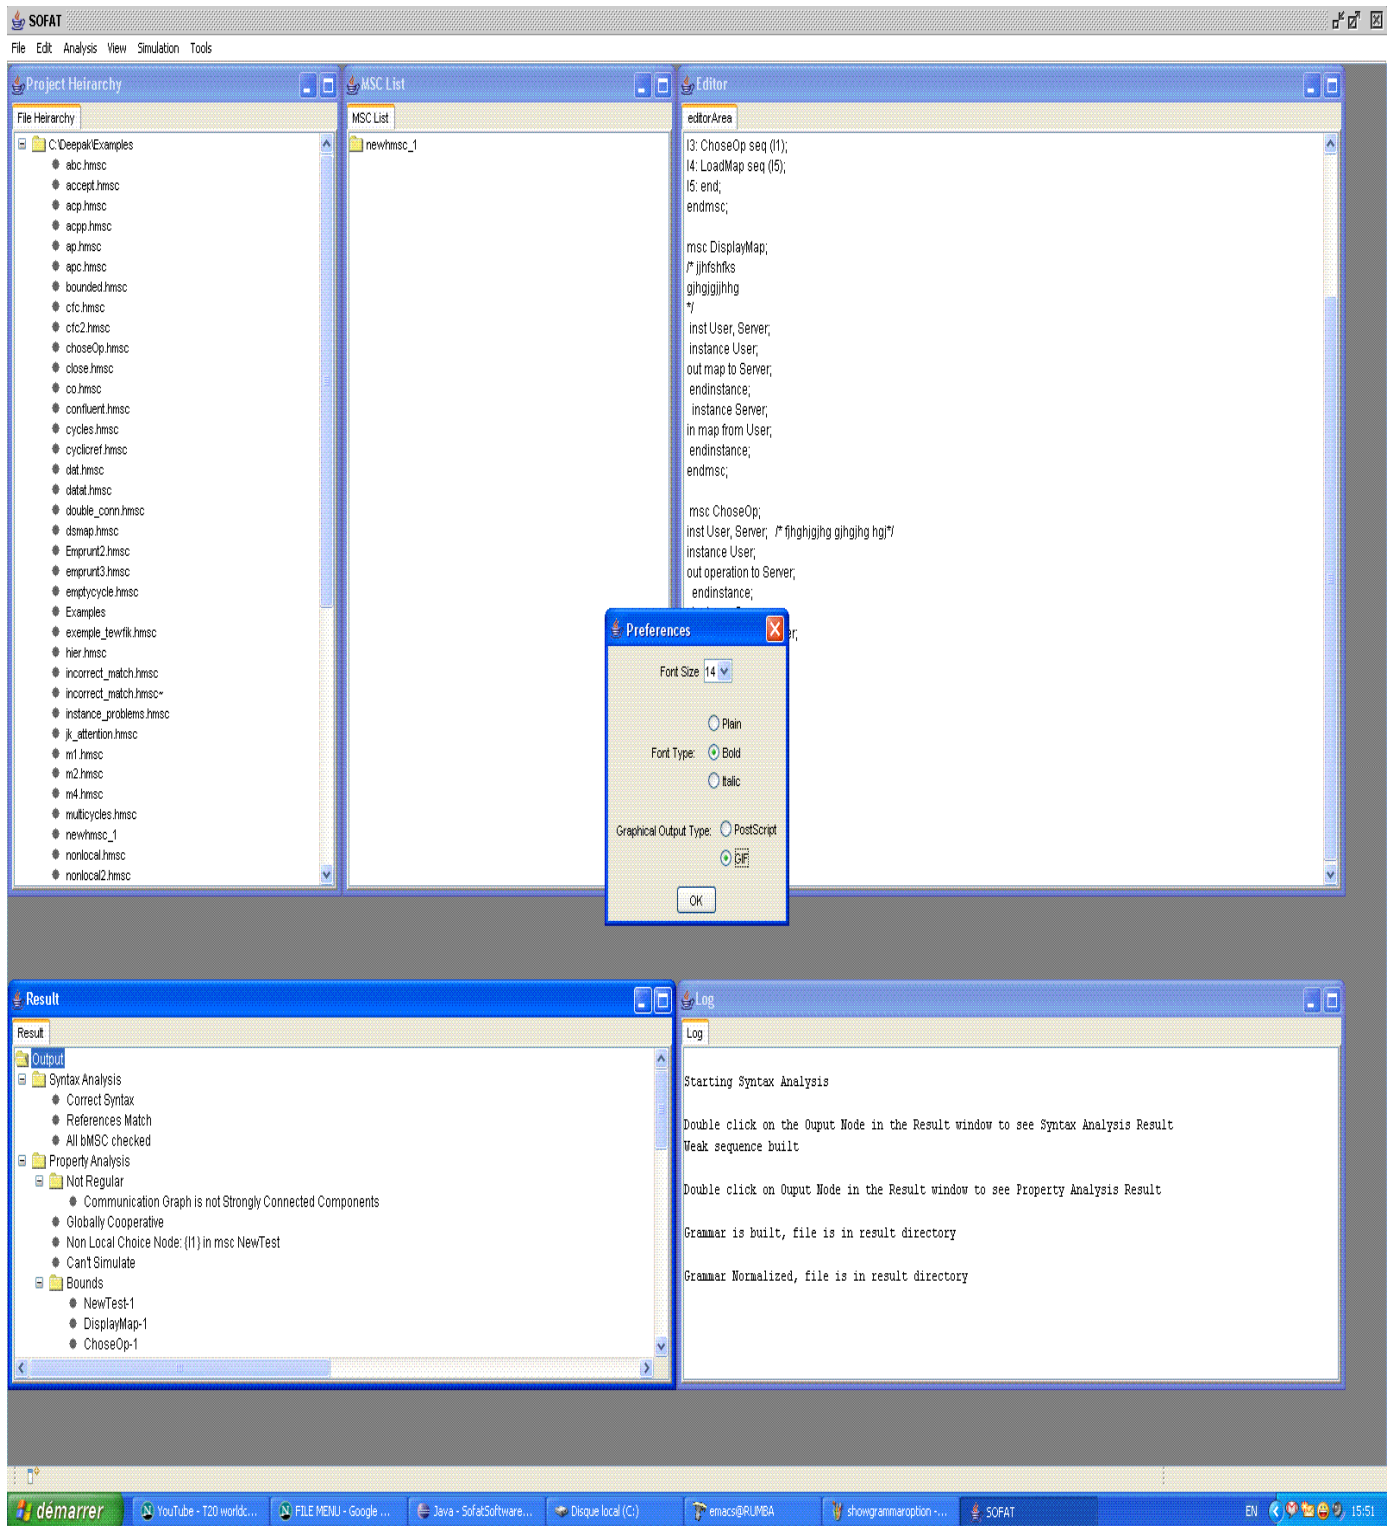 SOFAT
File Edit Analysis View Simulation Tools
Project Heirarchy
File Heirarchy
C:\Deepak\Examples
abc.hmsc
accept.hmsc
acp.hmsc
acpp.hmsc
ap.hmsc
apc.hmsc
bounded.hmsc
cfc.hmsc
cfc2.hmsc
choseOp.hmsc
close.hmsc
co.hmsc
confluent.hmsc
cycles.hmsc
cyclicref.hmsc
dat.hmsc
datat.hmsc
double_conn.hmsc
dsmap.hmsc
Emprunt2.hmsc
emprunt3.hmsc
emptycycle.hmsc
Examples
exemple_tewfik.hmsc
hier.hmsc
incorrect_match.hmsc
incorrect_match.hmsc~
instance_problems.hmsc
jk_attention.hmsc
m1.hmsc
m2.hmsc
m4.hmsc
multicycles.hmsc
newhmsc_1
nonlocal.hmsc
nonlocal2.hmsc
MSC List
MSC List
newhmsc_1
Editor
editorArea
l3: ChoseOp seq (l1);
l4: LoadMap seq (l5);
l5: end;
endmsc;
msc DisplayMap;
/* jjhfshfks
gjhgjgjjhhg
*/
inst User, Server;
instance User;
out map to Server;
endinstance;
instance Server;
in map from User;
endinstance;
endmsc;
msc ChoseOp;
inst User, Server; /* fjhghjgjhg gjhgjhg hgj*/
instance User;
out operation to Server;
endinstance;
er;
Preferences
Font Size 14
Plain
Font Type: Bold
Italic
Graphical Output Type: PostScript
GIF
OK
Result
Result
Output
Syntax Analysis
Correct Syntax
References Match
All bMSC checked
Property Analysis
Not Regular
Communication Graph is not Strongly Connected Components
Globally Cooperative
Non Local Choice Node: {l1} in msc NewTest
Can't Simulate
Bounds
NewTest-1
DisplayMap-1
ChoseOp-1
Log
Log
Starting Syntax Analysis
Double click on the Ouput Node in the Result window to see Syntax Analysis Result
Weak sequence built
Double click on Ouput Node in the Result window to see Property Analysis Result
Grammar is built, file is in result directory
Grammar Normalized, file is in result directory
démarrer YouTube - T20 worldc... FILE MENU - Google ... Java - SofatSoftware... Disque local (C:) emacs@RUMBA showgrammaroption -... SOFAT EN 15:51